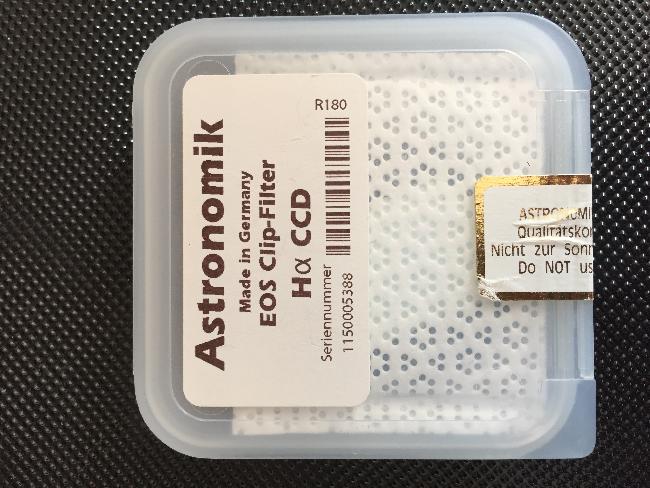 Astronomik
Made in Germany
EOS Clip-Filter
Hα CCD
Seriennummer
1150005388
R180
ASTRONOMI
Qualitätskon
Nicht zur Sonn
Do NOT us